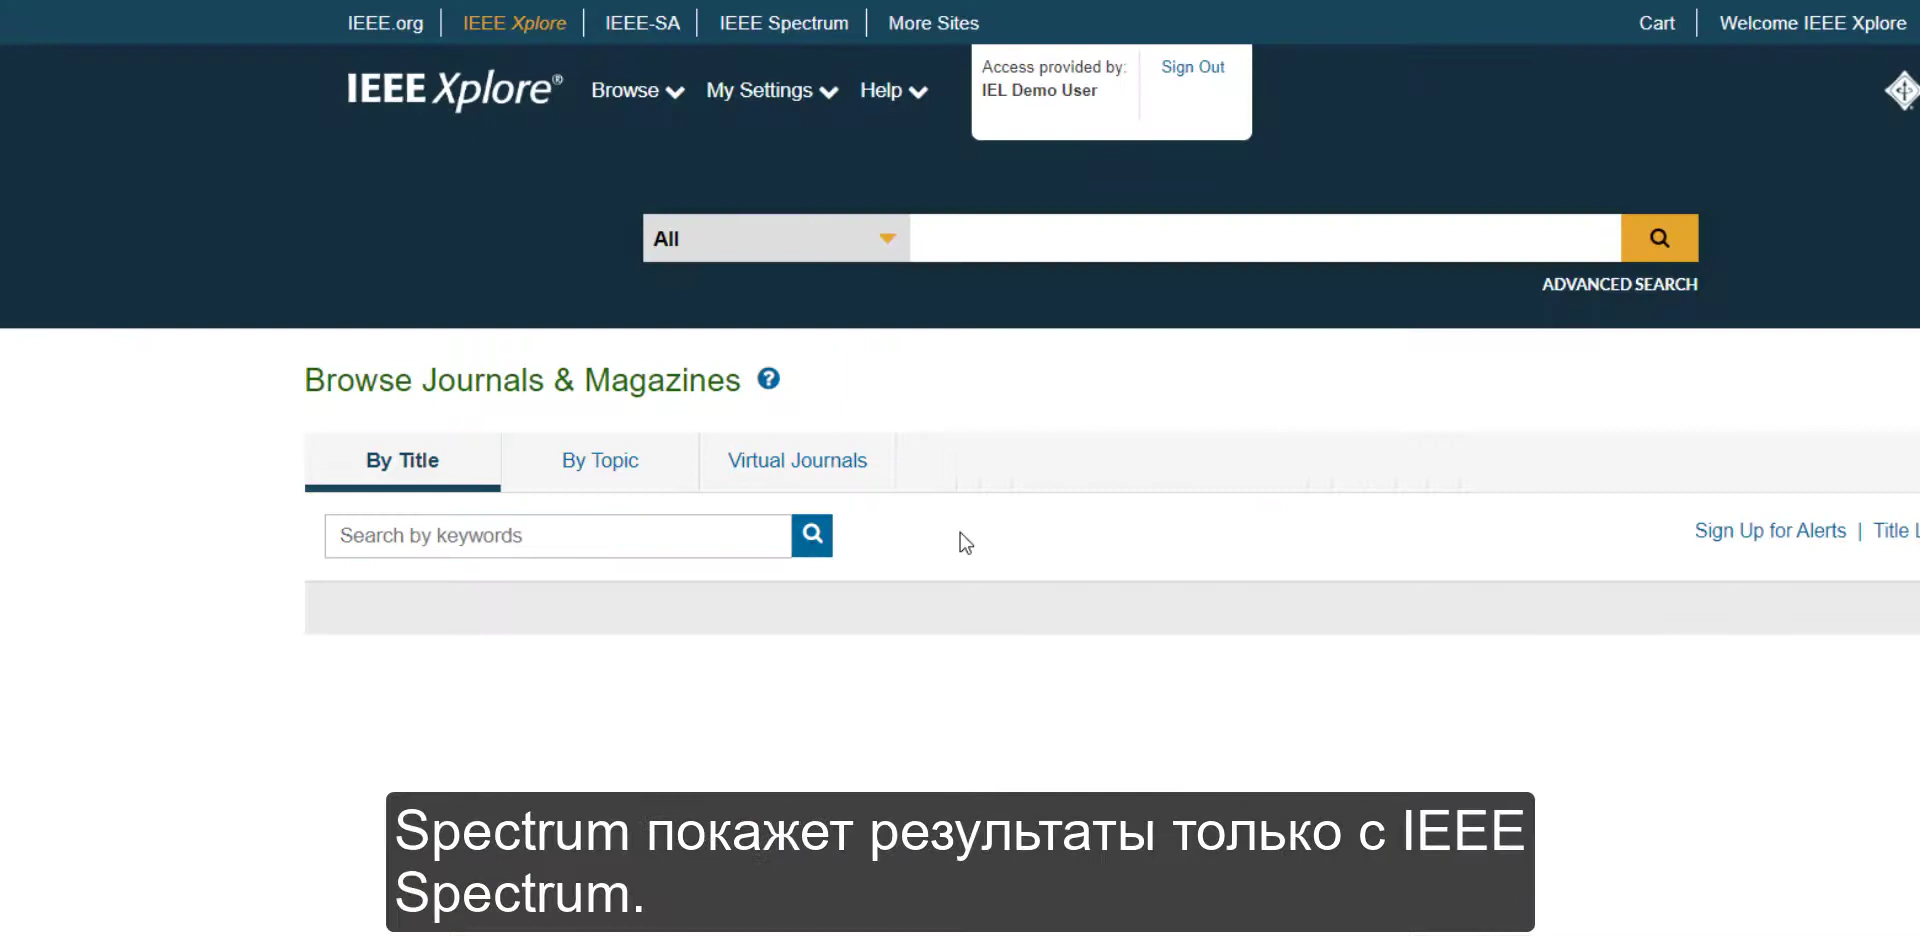 IEEE.org IEEE Xplore IEEE-SA IEEE Spectrum More Sites Cart Welcome IEEE Xplore
IEEE Xplore® Browse My Settings Help
Access provided by: Sign Out
IEL Demo User
All
ADVANCED SEARCH
Browse Journals & Magazines ?
By Title By Topic Virtual Journals
Search by keywords
Sign Up for Alerts | Title
Spectrum покажет результаты только с IEEE
Spectrum.